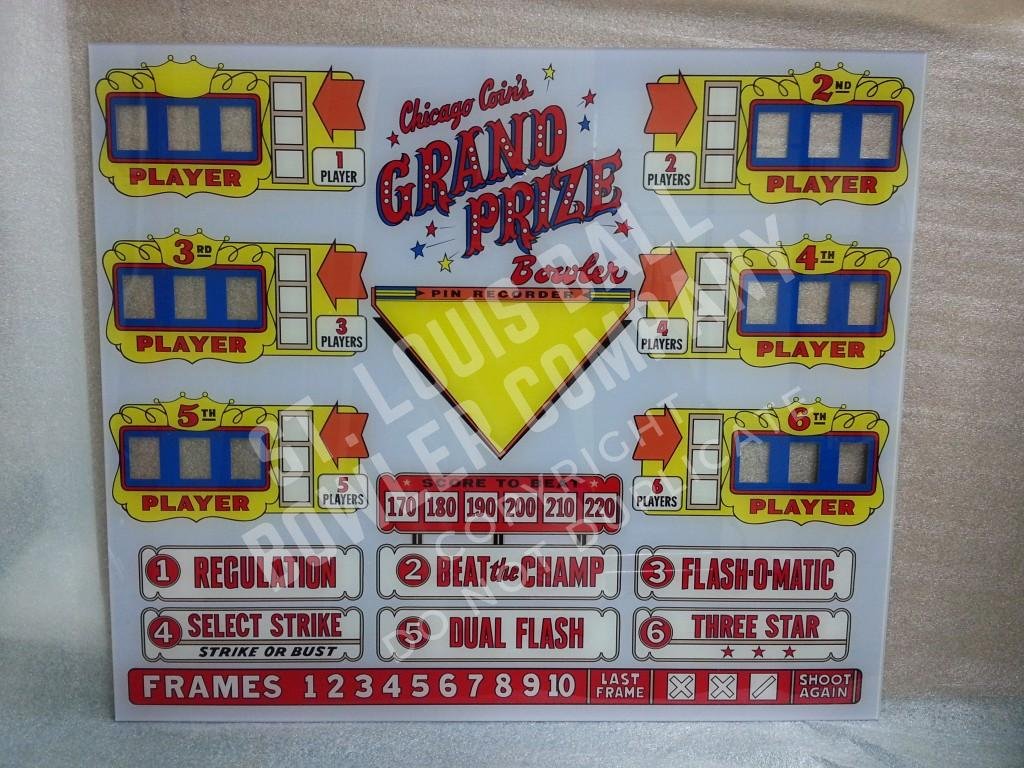 Chicago Coin's
GRAND
PRIZE
Bowler
PLAYER
1
PLAYER
2ND
PLAYER
2
PLAYERS
3RD
PLAYER
3
PLAYERS
4TH
PLAYER
4
PLAYERS
PIN RECORDER
5TH
PLAYER
5
PLAYERS
6TH
PLAYER
6
PLAYERS
SCORE TO BEAT
170 180 190 200 210 220
1 REGULATION
2 BEAT the CHAMP
3 FLASH-O-MATIC
4 SELECT STRIKE
STRIKE OR BUST
5 DUAL FLASH
6 THREE STAR
FRAMES 1 2 3 4 5 6 7 8 9 10
LAST
FRAME
SHOOT
AGAIN
ST. LOUIS BALL
BOWLER COMPANY
COPYRIGHT
DO NOT DUPLICATE